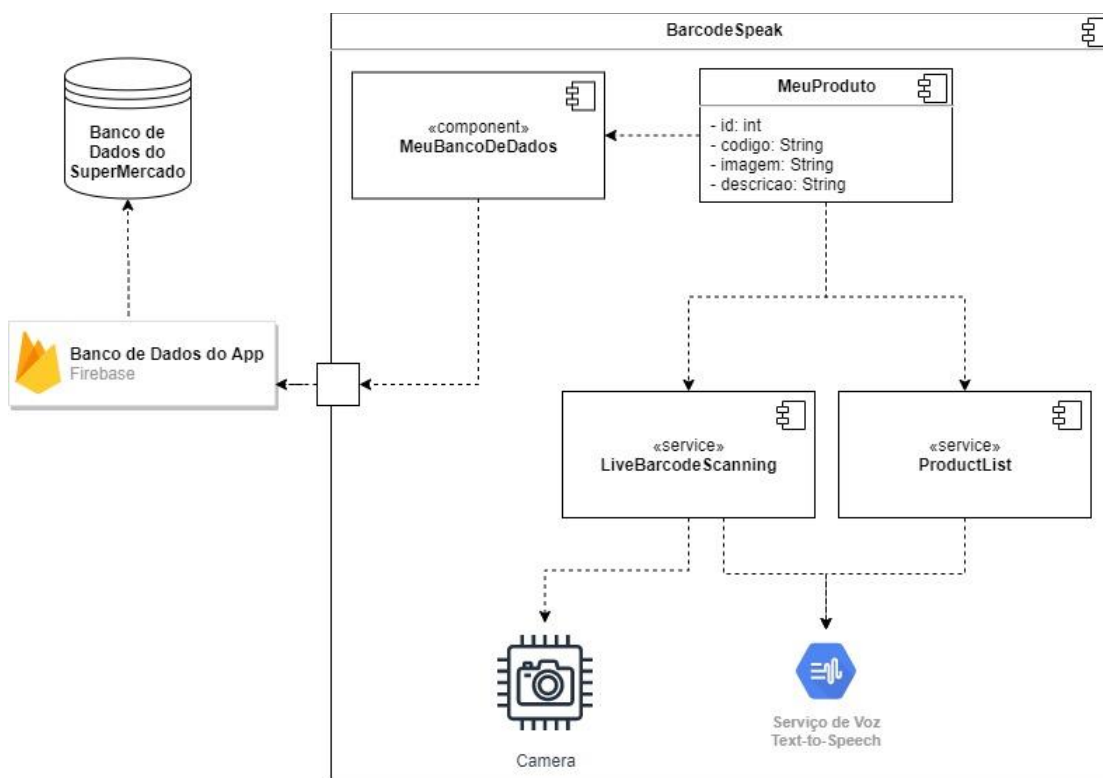 BarcodeSpeak
Banco de
Dados do
SuperMercado
«component»
MeuBancoDeDados
MeuProduto
- id: int
- codigo: String
- imagem: String
- descricao: String
Banco de Dados do App
Firebase
«service»
LiveBarcodeScanning
«service»
ProductList
Camera
Serviço de Voz
Text-to-Speech